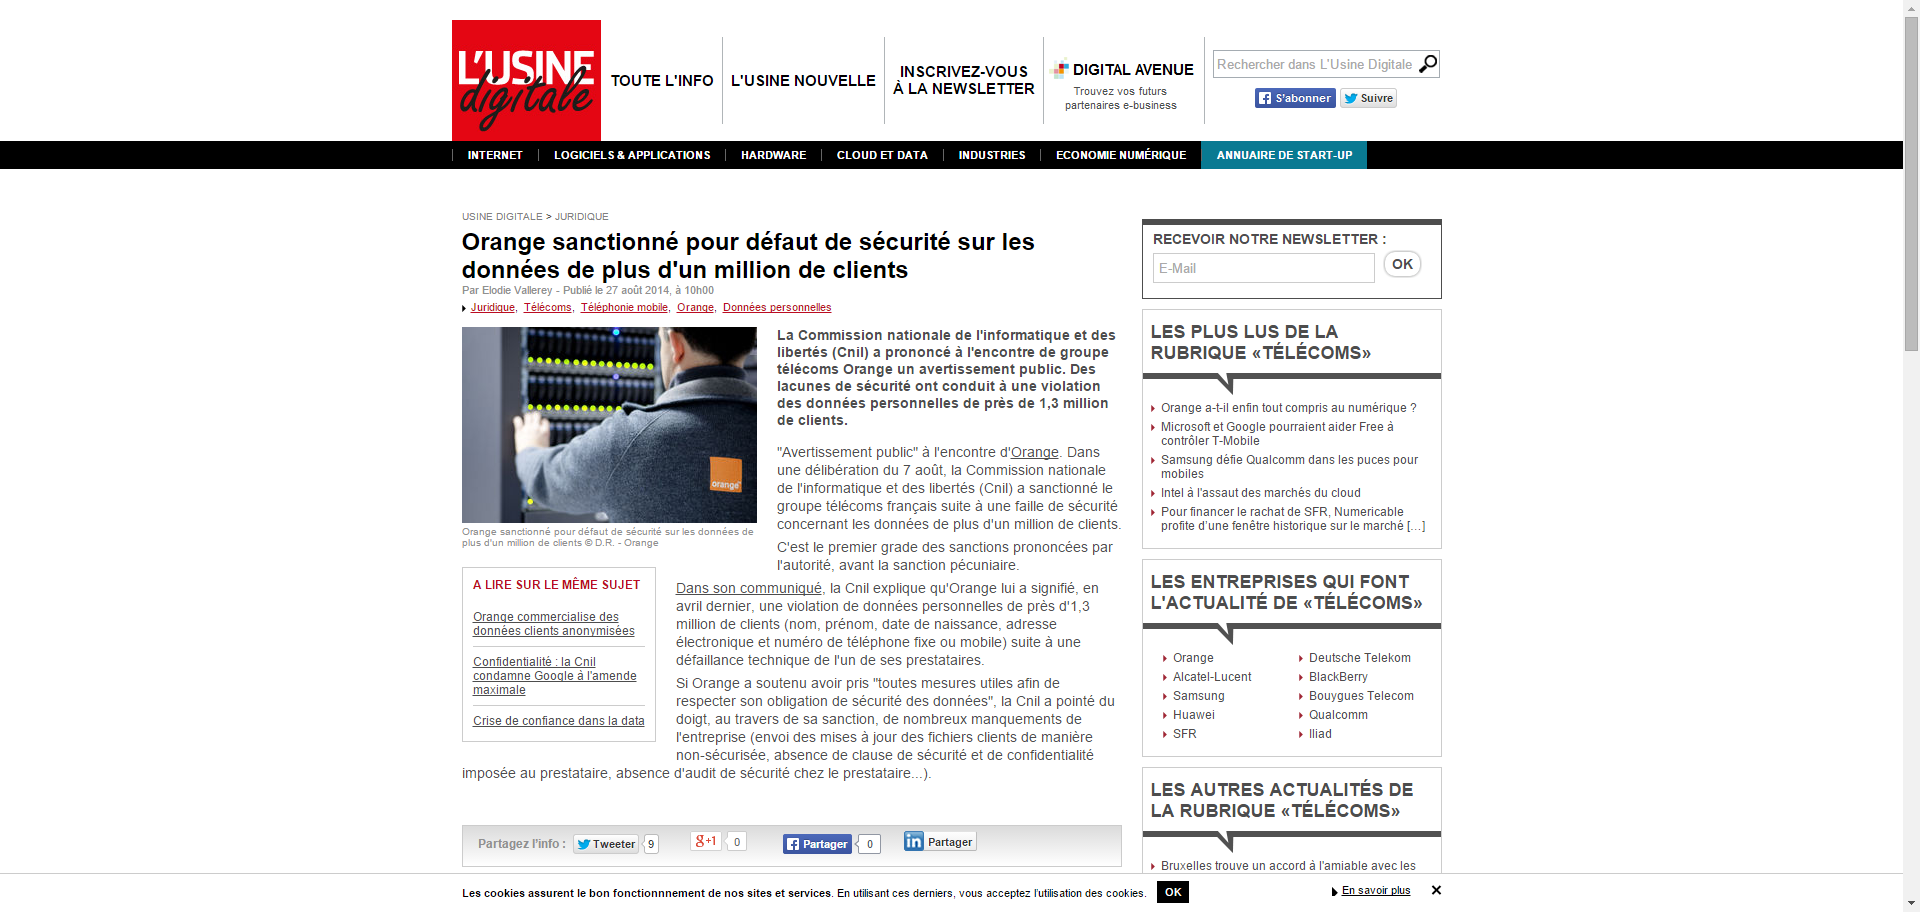 L'USINE
digitale
TOUTE L'INFO
L'USINE NOUVELLE
INSCRIVEZ-VOUS
À LA NEWSLETTER
DIGITAL AVENUE
Trouvez vos futurs
partenaires e-business
Rechercher dans L'Usine Digitale
S'abonner
Suivre
INTERNET
LOGICIELS & APPLICATIONS
HARDWARE
CLOUD ET DATA
INDUSTRIES
ECONOMIE NUMÉRIQUE
ANNUAIRE DE START-UP
USINE DIGITALE > JURIDIQUE
Orange sanctionné pour défaut de sécurité sur les
données de plus d'un million de clients
Par Elodie Vallerey - Publié le 27 août 2014, à 10h00
Juridique, Télécoms, Téléphonie mobile, Orange, Données personnelles
orange
Orange sanctionné pour défaut de sécurité sur les données de
plus d'un million de clients © D.R. - Orange
La Commission nationale de l'informatique et des
libertés (Cnil) a prononcé à l'encontre de groupe
télécoms Orange un avertissement public. Des
lacunes de sécurité ont conduit à une violation
des données personnelles de près de 1,3 million
de clients.
"Avertissement public" à l'encontre d'Orange. Dans
une délibération du 7 août, la Commission nationale
de l'informatique et des libertés (Cnil) a sanctionné le
groupe télécoms français suite à une faille de sécurité
concernant les données de plus d'un million de clients.
C'est le premier grade des sanctions prononcées par
l'autorité, avant la sanction pécuniaire.
A LIRE SUR LE MÊME SUJET
Orange commercialise des
données clients anonymisées
Confidentialité : la Cnil
condamne Google à l'amende
maximale
Crise de confiance dans la data
Dans son communiqué, la Cnil explique qu'Orange lui a signifié, en
avril dernier, une violation de données personnelles de près d'1,3
million de clients (nom, prénom, date de naissance, adresse
électronique et numéro de téléphone fixe ou mobile) suite à une
défaillance technique de l'un de ses prestataires.
Si Orange a soutenu avoir pris "toutes mesures utiles afin de
respecter son obligation de sécurité des données", la Cnil a pointé du
doigt, au travers de sa sanction, de nombreux manquements de
l'entreprise (envoi des mises à jour des fichiers clients de manière
non-sécurisée, absence de clause de sécurité et de confidentialité
imposée au prestataire, absence d'audit de sécurité chez le prestataire...).
Partagez l'info :
Tweeter
9
g+1
0
Partager
0
in
Partager
RECEVOIR NOTRE NEWSLETTER :
E-Mail
OK
LES PLUS LUS DE LA
RUBRIQUE «TÉLÉCOMS»
Orange a-t-il enfin tout compris au numérique ?
Microsoft et Google pourraient aider Free à
contrôler T-Mobile
Samsung défie Qualcomm dans les puces pour
mobiles
Intel à l'assaut des marchés du cloud
Pour financer le rachat de SFR, Numericable
profite d'une fenêtre historique sur le marché [...]
LES ENTREPRISES QUI FONT
L'ACTUALITÉ DE «TÉLÉCOMS»
Orange
Alcatel-Lucent
Samsung
Huawei
SFR
Deutsche Telekom
BlackBerry
Bouygues Telecom
Qualcomm
Iliad
LES AUTRES ACTUALITÉS DE
LA RUBRIQUE «TÉLÉCOMS»
Bruxelles trouve un accord à l'amiable avec les
Les cookies assurent le bon fonctionnnement de nos sites et services. En utilisant ces derniers, vous acceptez l'utilisation des cookies.
OK
En savoir plus